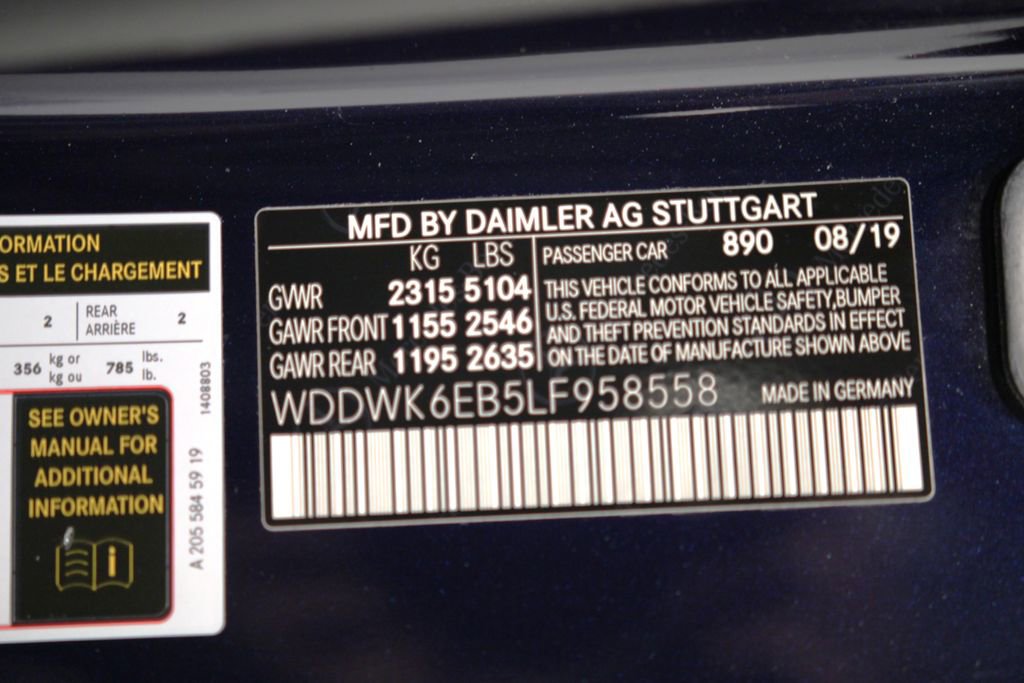 ORMATION
S ET LE CHARGEMENT
2 REAR ARRIÈRE 2
356 kg or kg ou 785 lbs. lb.
SEE OWNER'S
MANUAL FOR
ADDITIONAL
INFORMATION
i
1408803
A 205 584 59 19
MFD BY DAIMLER AG STUTTGART
KG LBS
GVWR 2315 5104
GAWR FRONT 1155 2546
GAWR REAR 1195 2635
PASSENGER CAR 890 08/19
THIS VEHICLE CONFORMS TO ALL APPLICABLE
U.S. FEDERAL MOTOR VEHICLE SAFETY,BUMPER
AND THEFT PREVENTION STANDARDS IN EFFECT
ON THE DATE OF MANUFACTURE SHOWN ABOVE
WDDWK6EB5LF958558 MADE IN GERMANY